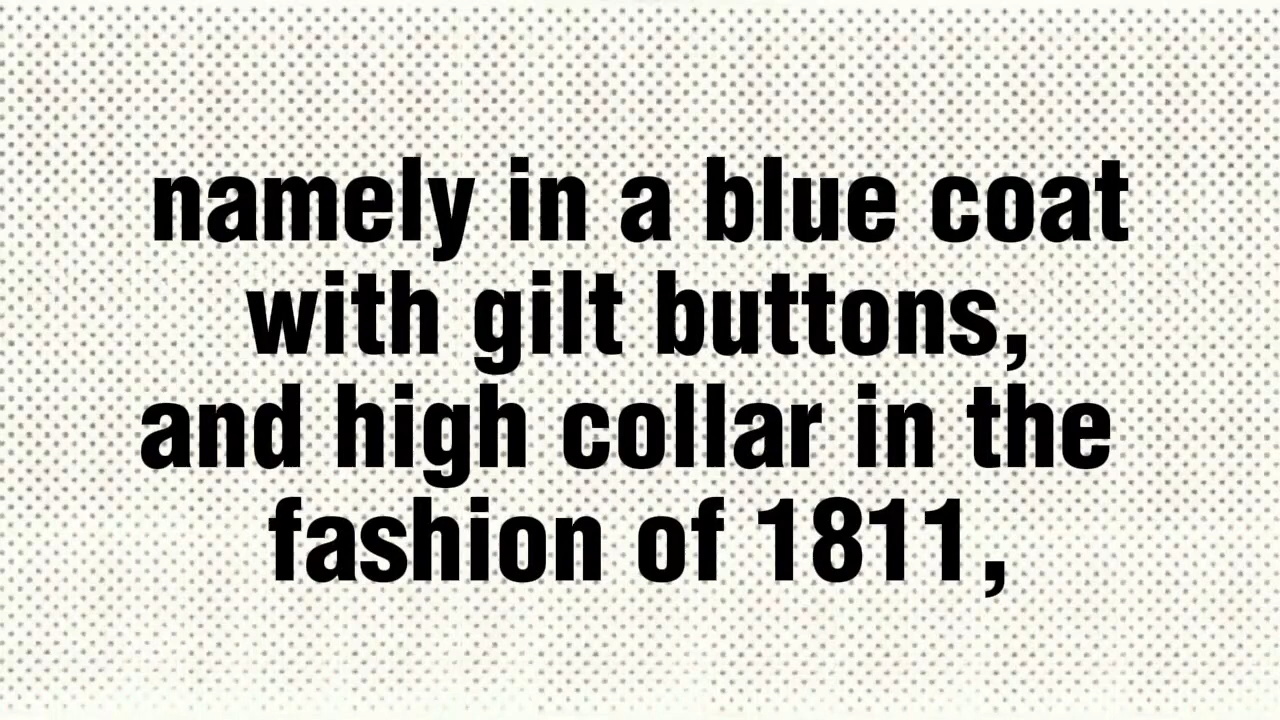 namely in a blue coat
with gilt buttons,
and high collar in the
fashion of 1811,